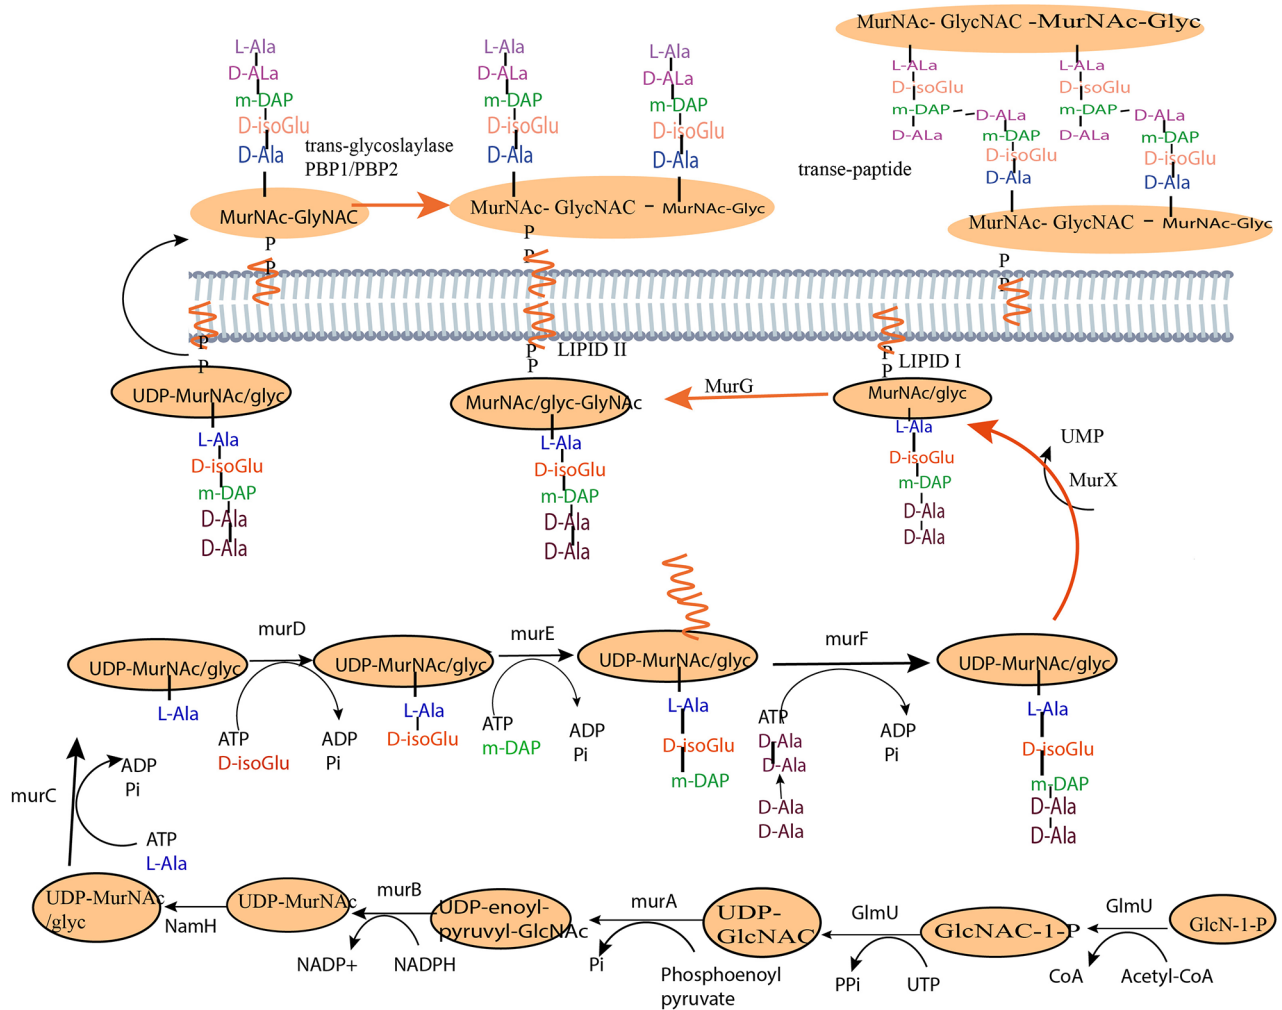 MurNAc- GlycNAC -MurNAc-Glyc
L-ALa
D-isoGlu
m-DAP
D-ALa
D-ALa
m-DAP
D-isoGlu
D-Ala
L-ALa
D-isoGlu
m-DAP
D-ALa
D-ALa
m-DAP
D-isoGlu
D-Ala
MurNAc- GlycNAC - MurNAc-Glyc
P
P
transe-peptide
L-Ala
D-ALa
m-DAP
D-isoGlu
D-Ala
MurNAc-GlyNAC
P
P
trans-glycoslaylase
PBP1/PBP2
L-Ala
D-ALa
m-DAP
D-isoGlu
D-Ala
L-Ala
D-ALa
m-DAP
D-isoGlu
D-Ala
MurNAc- GlycNAC - MurNAc-Glyc
P
P
P
P
UDP-MurNAc/glyc
L-Ala
D-isoGlu
m-DAP
D-Ala
D-Ala
P
P
LIPID II
MurNAc/glyc-GlyNAc
L-Ala
D-isoGlu
m-DAP
D-Ala
D-Ala
MurG
P
P
LIPID I
MurNAc/glyc
L-Ala
D-isoGlu
m-DAP
D-Ala
D-Ala
UMP
MurX
UDP-MurNAc/glyc
L-Ala
murD
ATP
D-isoGlu
ADP
Pi
UDP-MurNAc/glyc
L-Ala
D-isoGlu
murE
ATP
m-DAP
ADP
Pi
UDP-MurNAc/glyc
L-Ala
D-isoGlu
m-DAP
murF
ATP
D-Ala
D-Ala
D-Ala
D-Ala
ADP
Pi
UDP-MurNAc/glyc
L-Ala
D-isoGlu
m-DAP
D-Ala
D-Ala
murC
ADP
Pi
ATP
L-Ala
UDP-MurNAc
/glyc
NamH
UDP-MurNAc
murB
NADP+
NADPH
UDP-enoyl-
pyruvyl-GlcNAc
murA
Pi
Phosphoenoyl
pyruvate
UDP-
GlcNAC
GlmU
PPi
UTP
GlcNAC-1-P
GlmU
CoA
Acetyl-CoA
GlcN-1-P